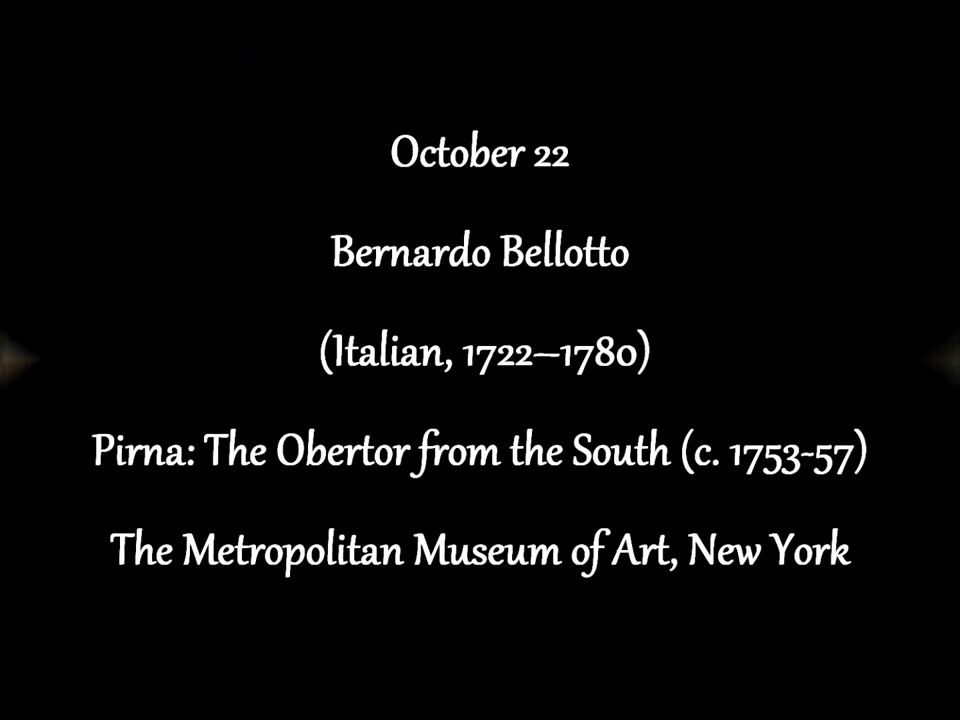 October 22
Bernardo Bellotto
(Italian, 1722–1780)
Pirna: The Obertor from the South (c. 1753-57)
The Metropolitan Museum of Art, New York